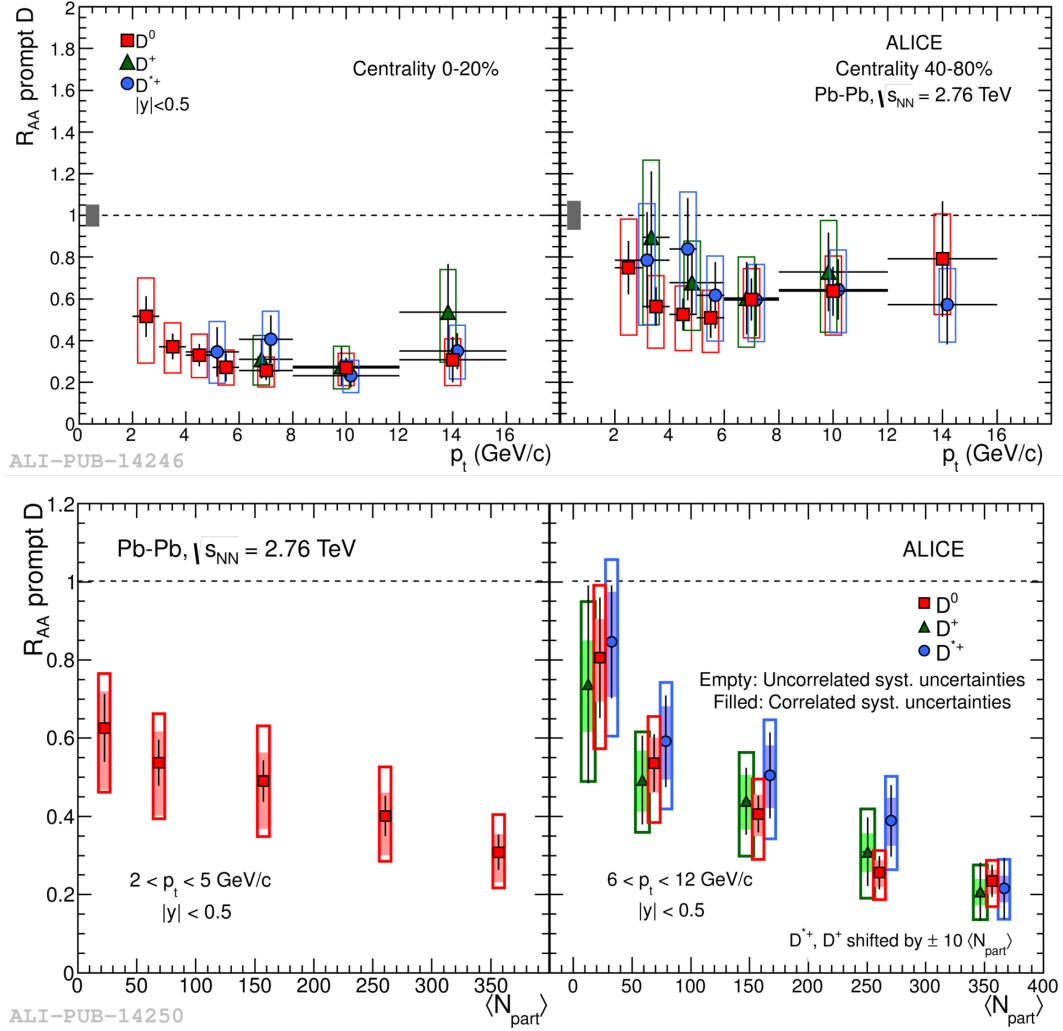 R_AA prompt D
2
1.8
1.6
1.4
1.2
1
0.8
0.6
0.4
0.2
0
D⁰
D⁺
D*⁺
|y|<0.5
Centrality 0-20%
ALICE
Centrality 40-80%
Pb-Pb, √s_NN = 2.76 TeV
0 2 4 6 8 10 12 14 16
2 4 6 8 10 12 14 16
p_t (GeV/c)
p_t (GeV/c)
ALI-PUB-14246
R_AA prompt D
1.2
1
0.8
0.6
0.4
0.2
0
Pb-Pb, √s_NN = 2.76 TeV
2 < p_t < 5 GeV/c
|y| < 0.5
ALICE
D⁰
D⁺
D*⁺
Empty: Uncorrelated syst. uncertainties
Filled: Correlated syst. uncertainties
6 < p_t < 12 GeV/c
|y| < 0.5
D*⁺, D⁺ shifted by ± 10 ⟨N_part⟩
0 50 100 150 200 250 300 350
0 50 100 150 200 250 300 350 400
⟨N_part⟩
⟨N_part⟩
ALI-PUB-14250